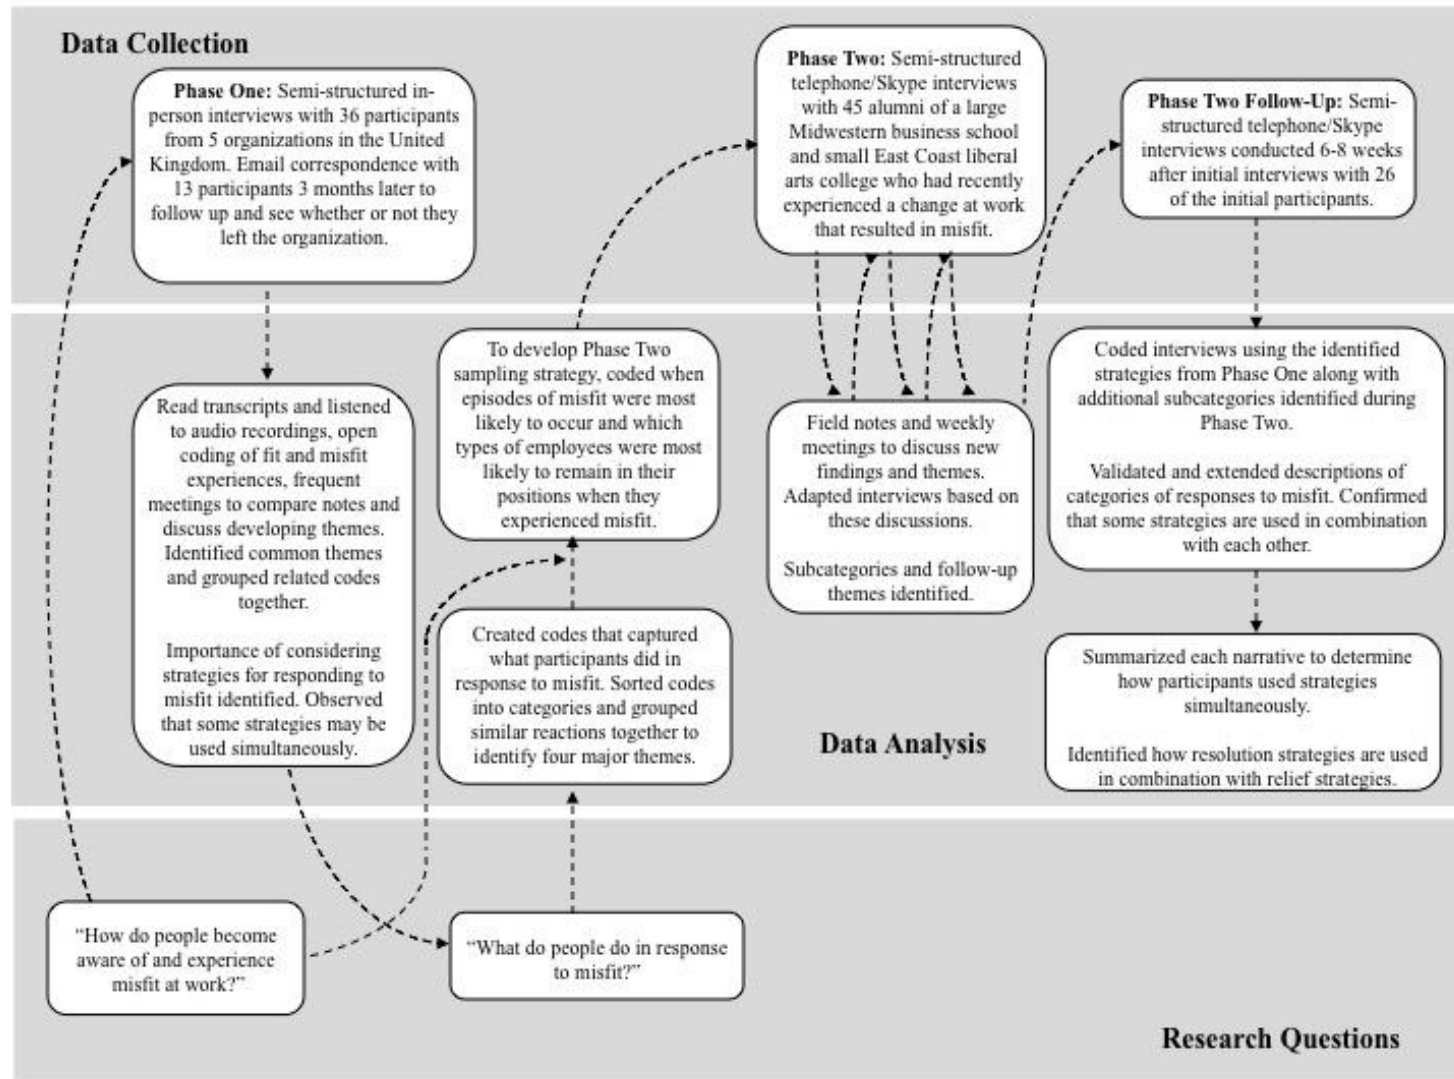 Data Collection
Phase One: Semi-structured in-
person interviews with 36 participants
from 5 organizations in the United
Kingdom. Email correspondence with
13 participants 3 months later to
follow up and see whether or not they
left the organization.
Phase Two: Semi-structured
telephone/Skype interviews
with 45 alumni of a large
Midwestern business school
and small East Coast liberal
arts college who had recently
experienced a change at work
that resulted in misfit.
Phase Two Follow-Up: Semi-
structured telephone/Skype
interviews conducted 6-8 weeks
after initial interviews with 26
of the initial participants.
Read transcripts and listened
to audio recordings, open
coding of fit and misfit
experiences, frequent
meetings to compare notes and
discuss developing themes.
Identified common themes
and grouped related codes
together.
Importance of considering
strategies for responding to
misfit identified. Observed
that some strategies may be
used simultaneously.
To develop Phase Two
sampling strategy, coded when
episodes of misfit were most
likely to occur and which
types of employees were most
likely to remain in their
positions when they
experienced misfit.
Created codes that captured
what participants did in
response to misfit. Sorted codes
into categories and grouped
similar reactions together to
identify four major themes.
Field notes and weekly
meetings to discuss new
findings and themes.
Adapted interviews based on
these discussions.
Subcategories and follow-up
themes identified.
Coded interviews using the identified
strategies from Phase One along with
additional subcategories identified during
Phase Two.
Validated and extended descriptions of
categories of responses to misfit. Confirmed
that some strategies are used in combination
with each other.
Summarized each narrative to determine
how participants used strategies
simultaneously.
Identified how resolution strategies are used
in combination with relief strategies.
Data Analysis
“How do people become
aware of and experience
misfit at work?”
“What do people do in response
to misfit?”
Research Questions